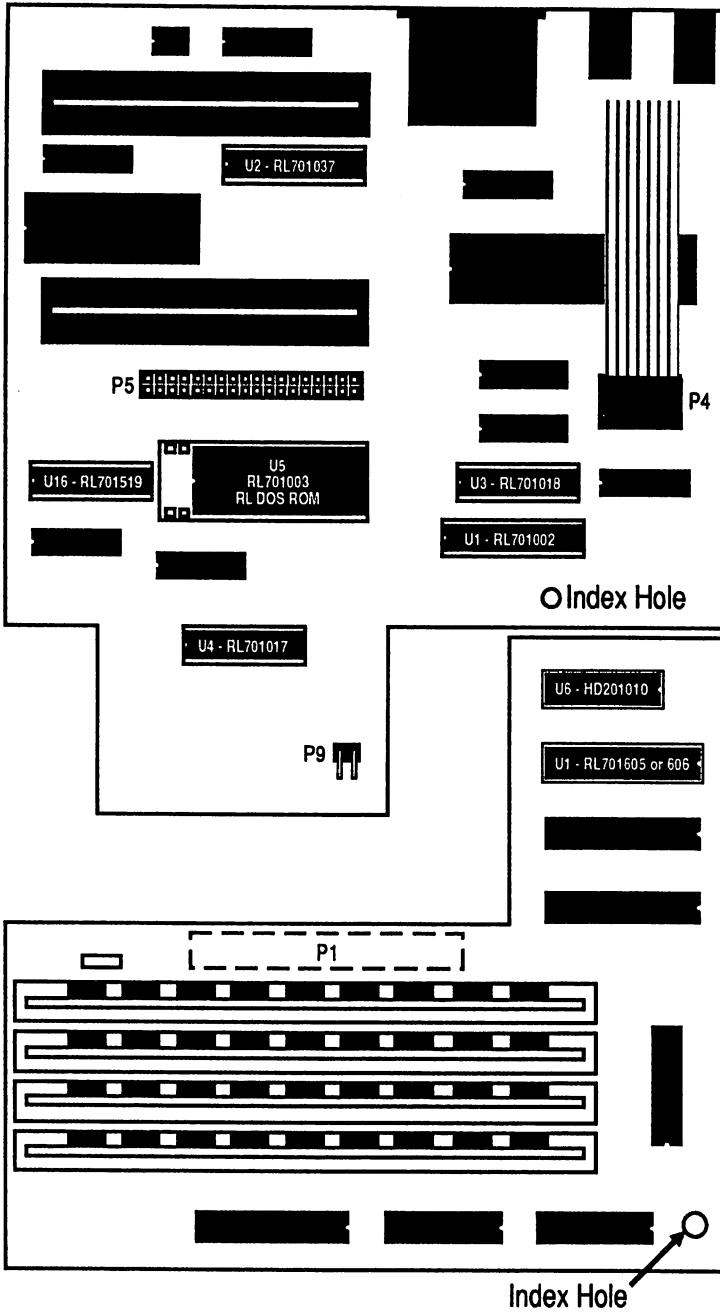 U2 - RL701037
P5
P4
U16 - RL701519
U5
RL701003
RL DOS ROM
U3 - RL701018
U1 - RL701002
Index Hole
U4 - RL701017
U6 - HD201010
P9
U1 - RL701605 or 606
P1
Index Hole